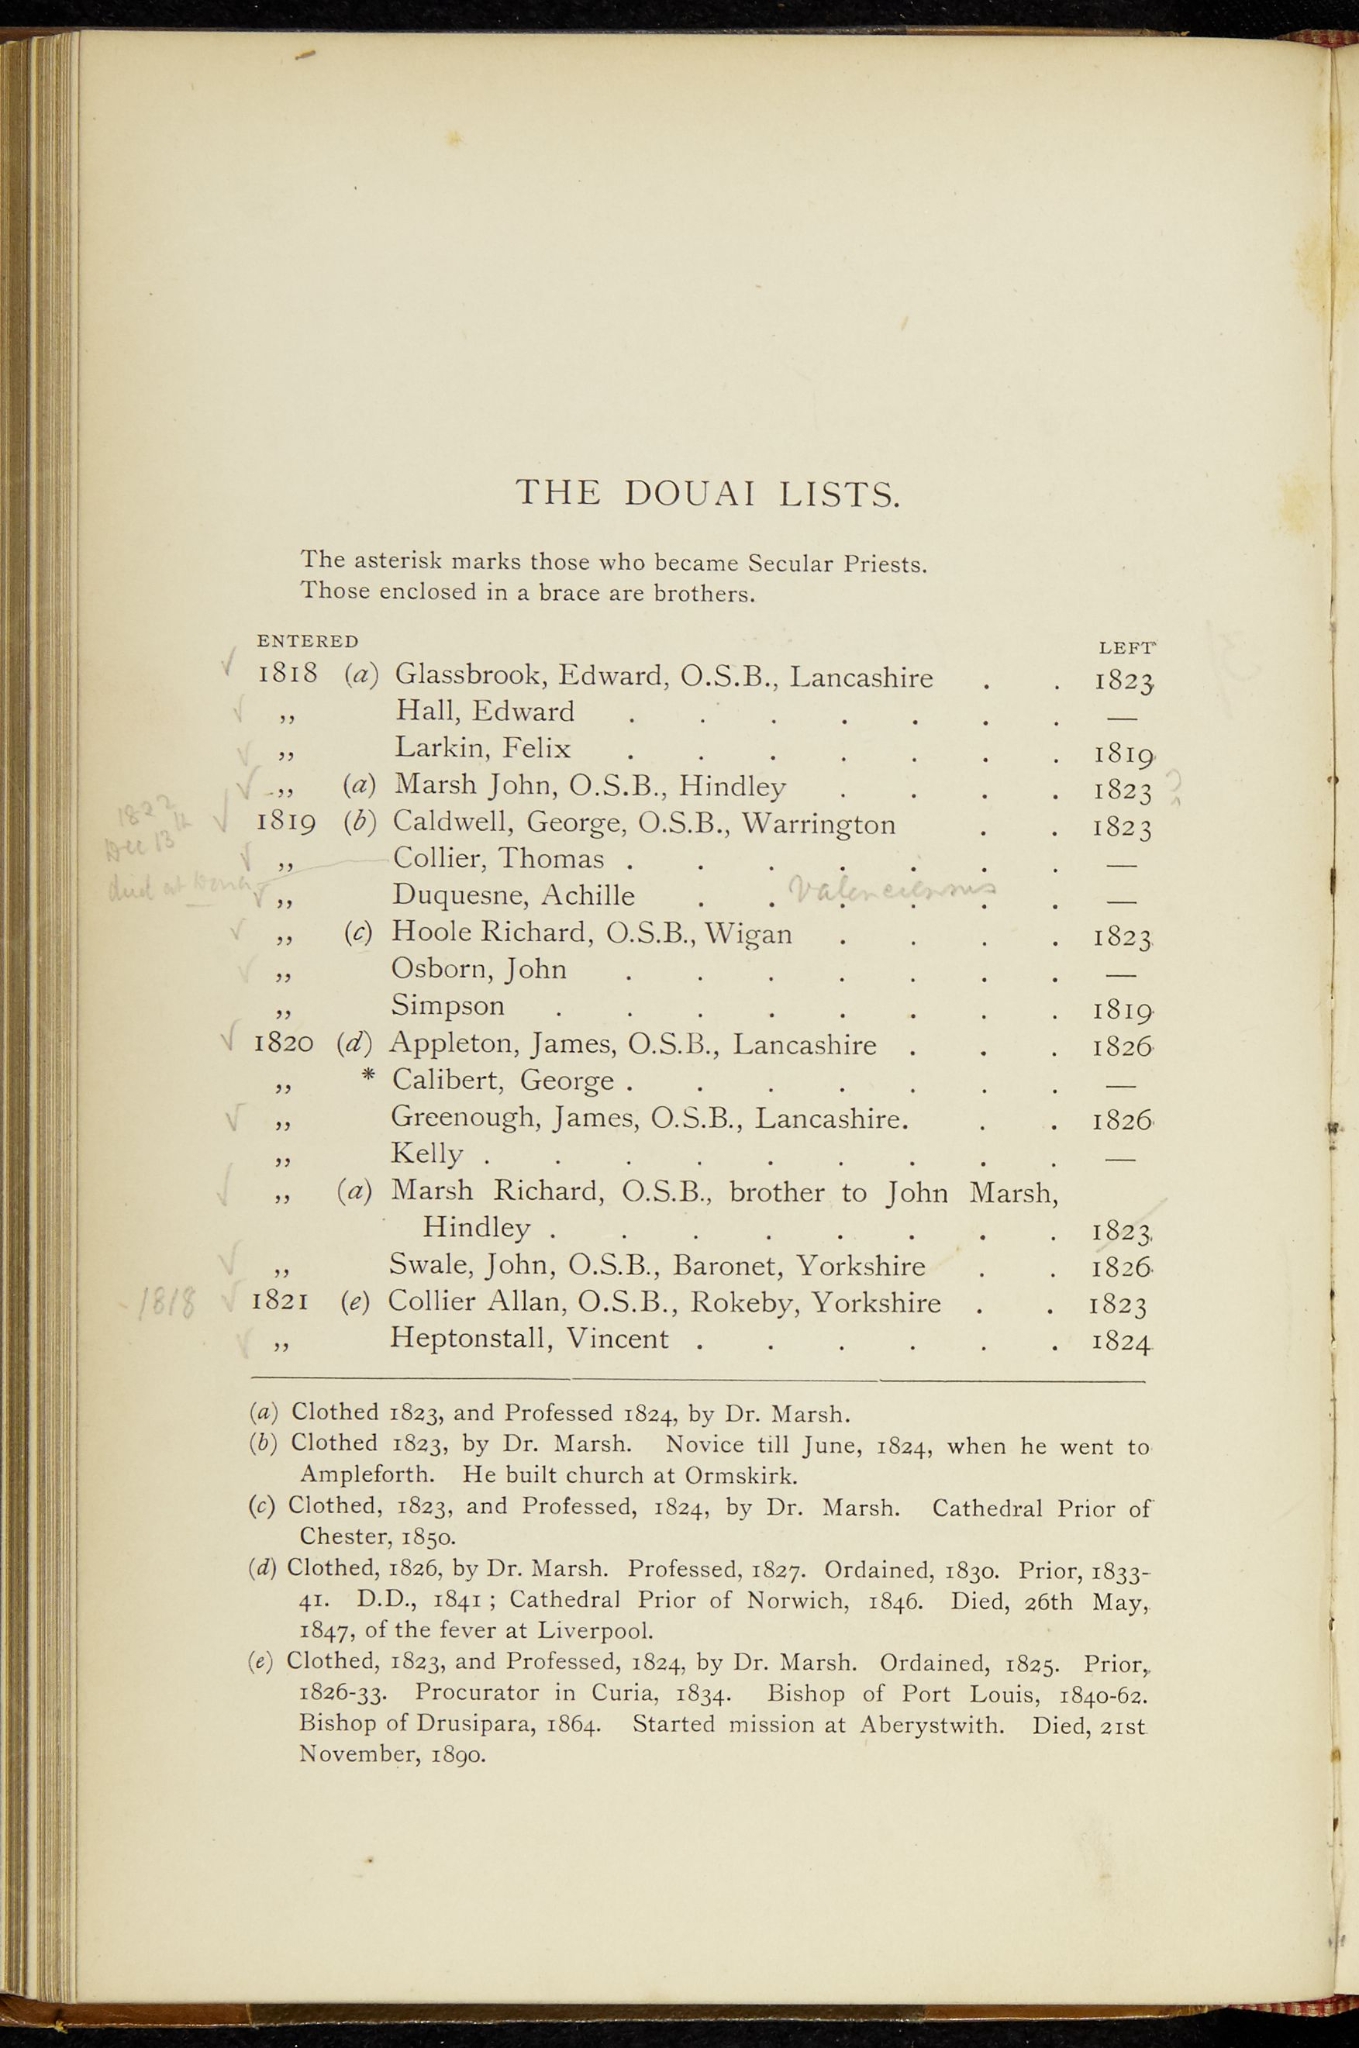 THE DOUAI LISTS.
The asterisk marks those who became Secular Priests.
Those enclosed in a brace are brothers.
ENTERED LEFT
1818 (a) Glassbrook, Edward, O.S.B., Lancashire . . 1823
„ Hall, Edward . . . . . . . —
„ Larkin, Felix . . . . . . . 1819
„ (a) Marsh John, O.S.B., Hindley . . . . 1823 ?
1822
Dec 13th
died at Douai
1819 (b) Caldwell, George, O.S.B., Warrington . . 1823
„ Collier, Thomas . . . . . . . —
„ Duquesne, Achille . . . . . . —
Valenciennes
„ (c) Hoole Richard, O.S.B., Wigan . . . . 1823
„ Osborn, John . . . . . . . —
„ Simpson . . . . . . . . 1819
1820 (d) Appleton, James, O.S.B., Lancashire . . . 1826
„ * Calibert, George . . . . . . . —
„ Greenough, James, O.S.B., Lancashire. . . 1826
„ Kelly . . . . . . . . . —
„ (a) Marsh Richard, O.S.B., brother to John Marsh,
Hindley . . . . . . . . 1823
„ Swale, John, O.S.B., Baronet, Yorkshire . . 1826
1818 1821 (e) Collier Allan, O.S.B., Rokeby, Yorkshire . . 1823
„ Heptonstall, Vincent . . . . . . 1824
(a) Clothed 1823, and Professed 1824, by Dr. Marsh.
(b) Clothed 1823, by Dr. Marsh. Novice till June, 1824, when he went to
Ampleforth. He built church at Ormskirk.
(c) Clothed, 1823, and Professed, 1824, by Dr. Marsh. Cathedral Prior of
Chester, 1850.
(d) Clothed, 1826, by Dr. Marsh. Professed, 1827. Ordained, 1830. Prior, 1833-
41. D.D., 1841 ; Cathedral Prior of Norwich, 1846. Died, 26th May,
1847, of the fever at Liverpool.
(e) Clothed, 1823, and Professed, 1824, by Dr. Marsh. Ordained, 1825. Prior,
1826-33. Procurator in Curia, 1834. Bishop of Port Louis, 1840-62.
Bishop of Drusipara, 1864. Started mission at Aberystwith. Died, 21st
November, 1890.